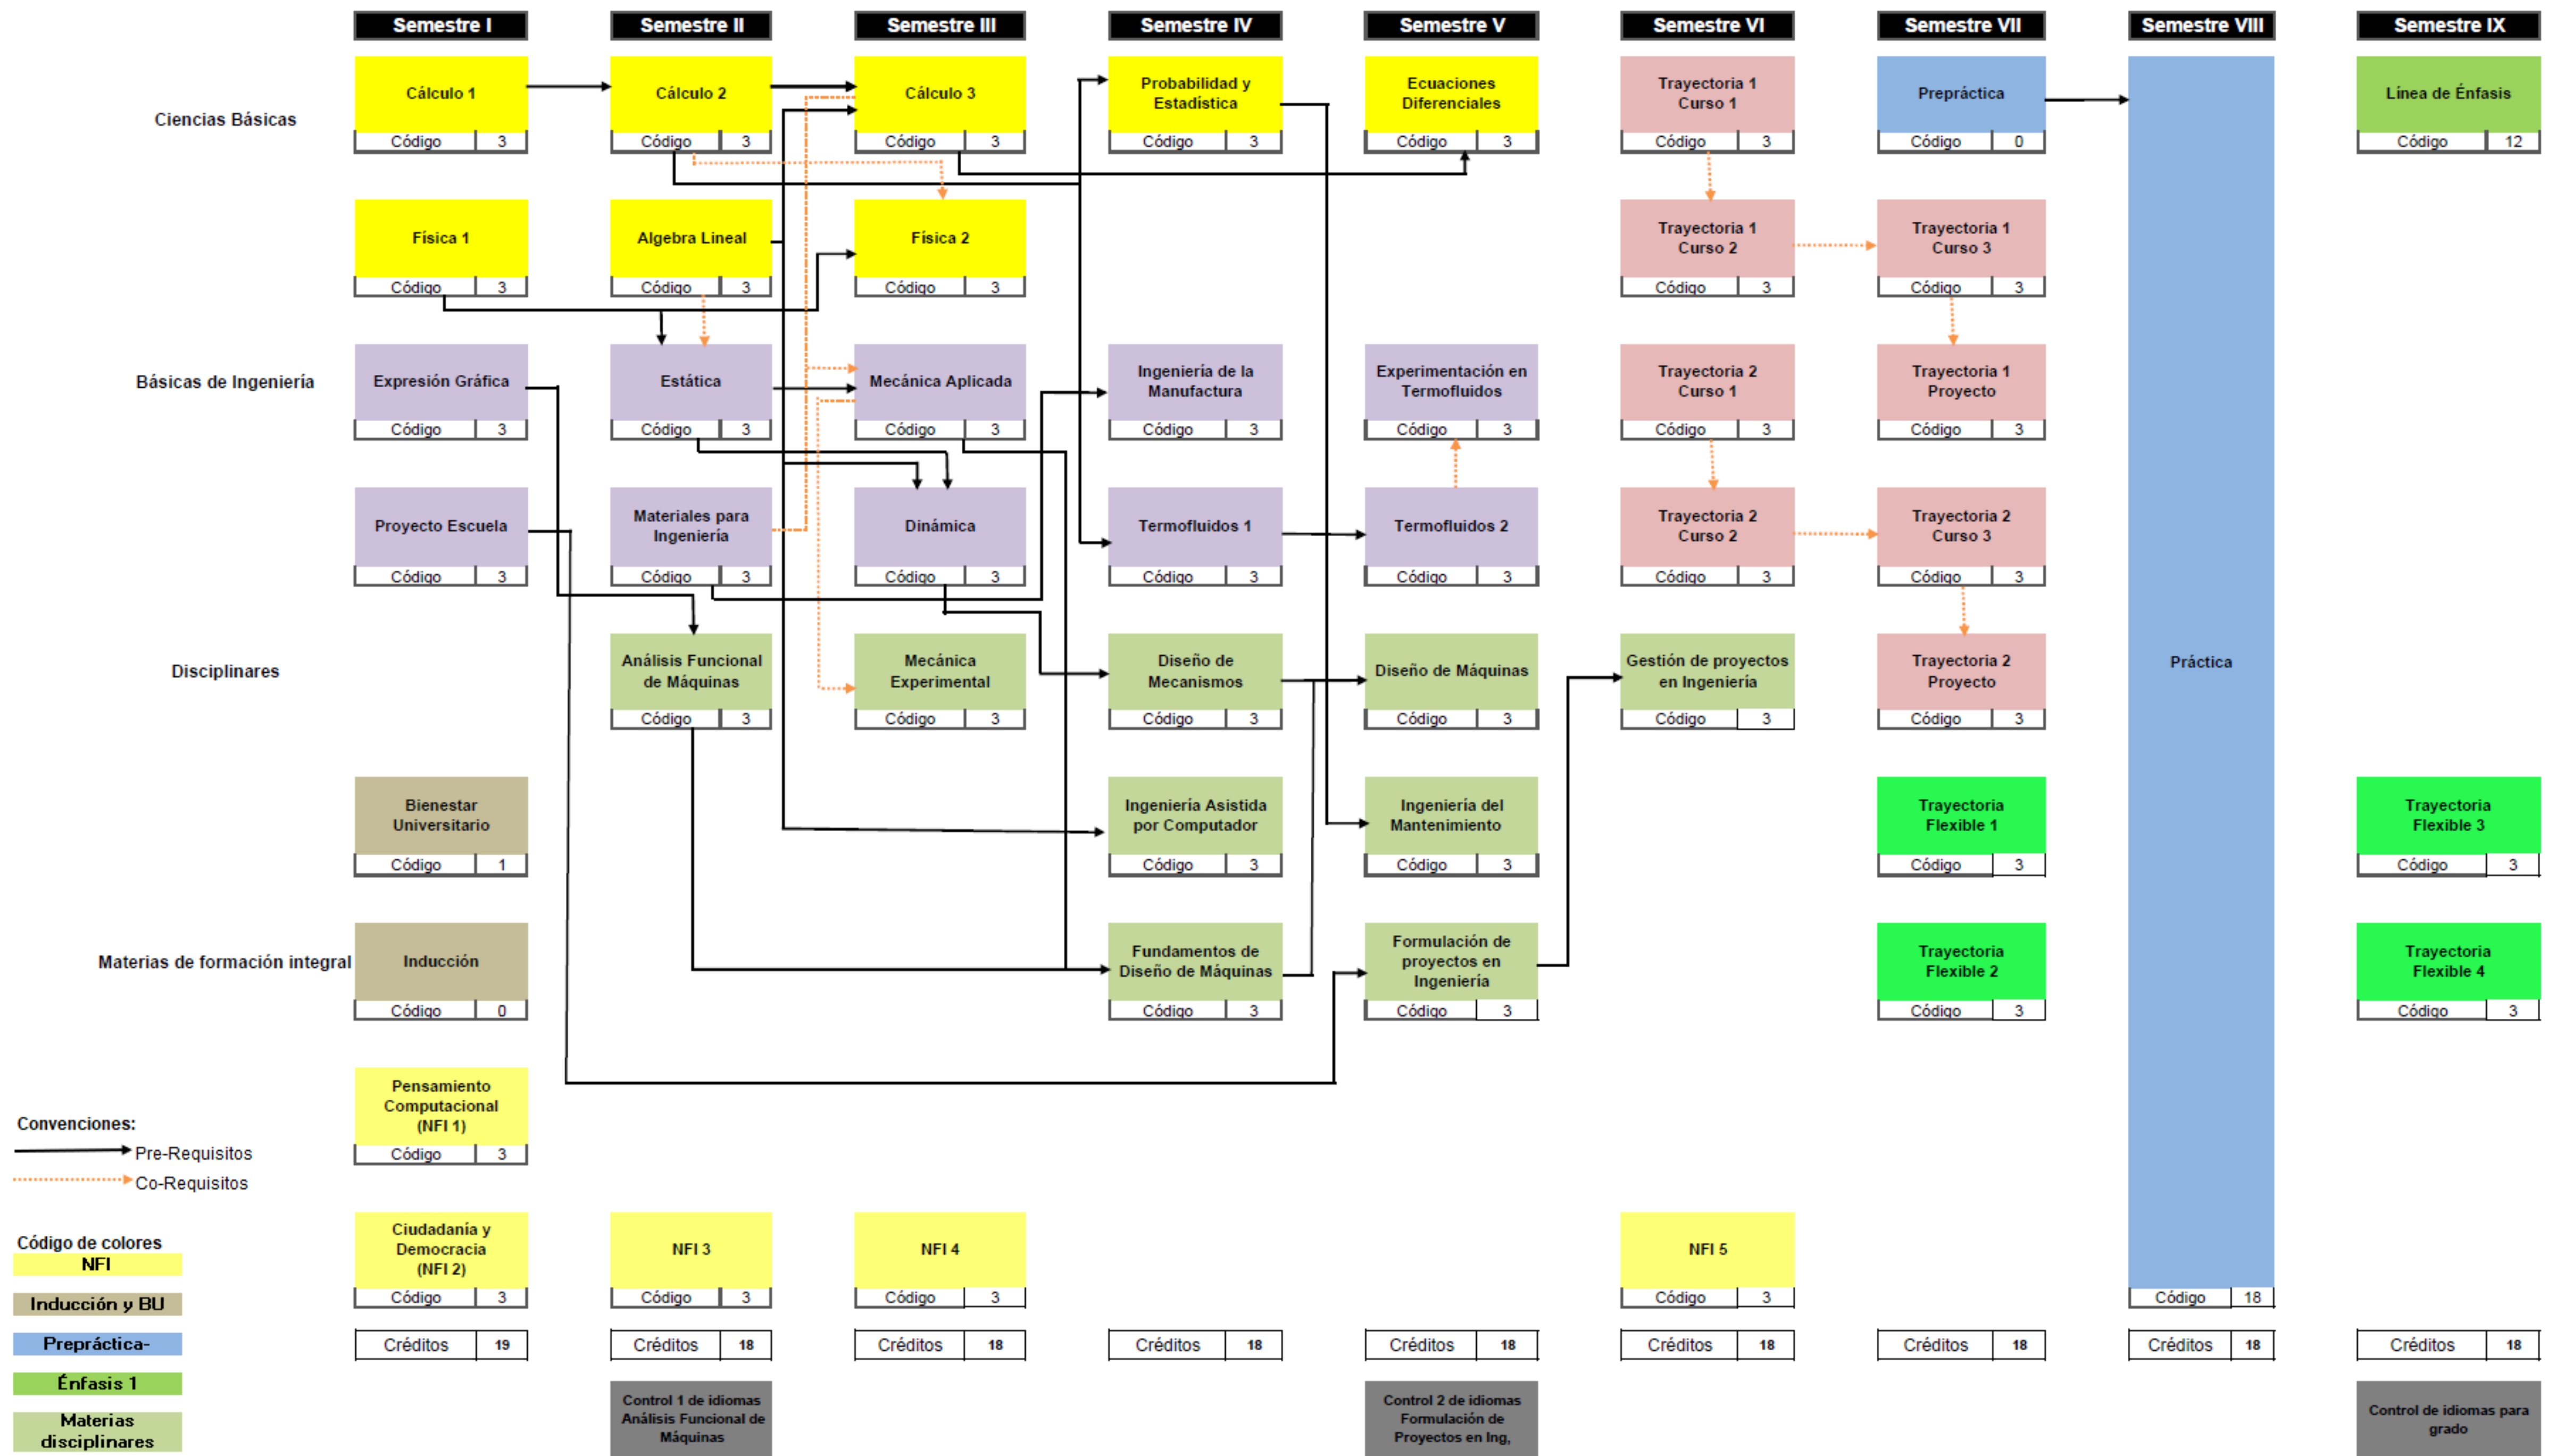 Semestre I
Semestre II
Semestre III
Semestre IV
Semestre V
Semestre VI
Semestre VII
Semestre VIII
Semestre IX
Ciencias Básicas
Cálculo 1
Código 3
Cálculo 2
Código 3
Cálculo 3
Código 3
Probabilidad y
Estadística
Código 3
Ecuaciones
Diferenciales
Código 3
Trayectoria 1
Curso 1
Código 3
Prepráctica
Código 0
Línea de Énfasis
Código 12
Física 1
Código 3
Algebra Lineal
Código 3
Física 2
Código 3
Trayectoria 1
Curso 2
Código 3
Trayectoria 1
Curso 3
Código 3
Básicas de Ingeniería
Expresión Gráfica
Código 3
Estática
Código 3
Mecánica Aplicada
Código 3
Ingeniería de la
Manufactura
Código 3
Experimentación en
Termofluidos
Código 3
Trayectoria 2
Curso 1
Código 3
Trayectoria 1
Proyecto
Código 3
Proyecto Escuela
Código 3
Materiales para
Ingeniería
Código 3
Dinámica
Código 3
Termofluidos 1
Código 3
Termofluidos 2
Código 3
Trayectoria 2
Curso 2
Código 3
Trayectoria 2
Curso 3
Código 3
Disciplinares
Análisis Funcional
de Máquinas
Código 3
Mecánica
Experimental
Código 3
Diseño de
Mecanismos
Código 3
Diseño de Máquinas
Código 3
Gestión de proyectos
en Ingeniería
Código 3
Trayectoria 2
Proyecto
Código 3
Práctica
Código 18
Bienestar
Universitario
Código 1
Ingeniería Asistida
por Computador
Código 3
Ingeniería del
Mantenimiento
Código 3
Trayectoria
Flexible 1
Código 3
Trayectoria
Flexible 3
Código 3
Materias de formación integral
Inducción
Código 0
Fundamentos de
Diseño de Máquinas
Código 3
Formulación de
proyectos en
Ingeniería
Código 3
Trayectoria
Flexible 2
Código 3
Trayectoria
Flexible 4
Código 3
Pensamiento
Computacional
(NFI 1)
Código 3
Convenciones:
Pre-Requisitos
Co-Requisitos
Ciudadanía y
Democracia
(NFI 2)
Código 3
NFI 3
Código 3
NFI 4
Código 3
NFI 5
Código 3
Código de colores
NFI
Inducción y BU
Prepráctica-
Énfasis 1
Materias
disciplinares
Créditos 19
Créditos 18
Créditos 18
Créditos 18
Créditos 18
Créditos 18
Créditos 18
Créditos 18
Créditos 18
Control 1 de idiomas
Análisis Funcional de
Máquinas
Control 2 de idiomas
Formulación de
Proyectos en Ing,
Control de idiomas para
grado